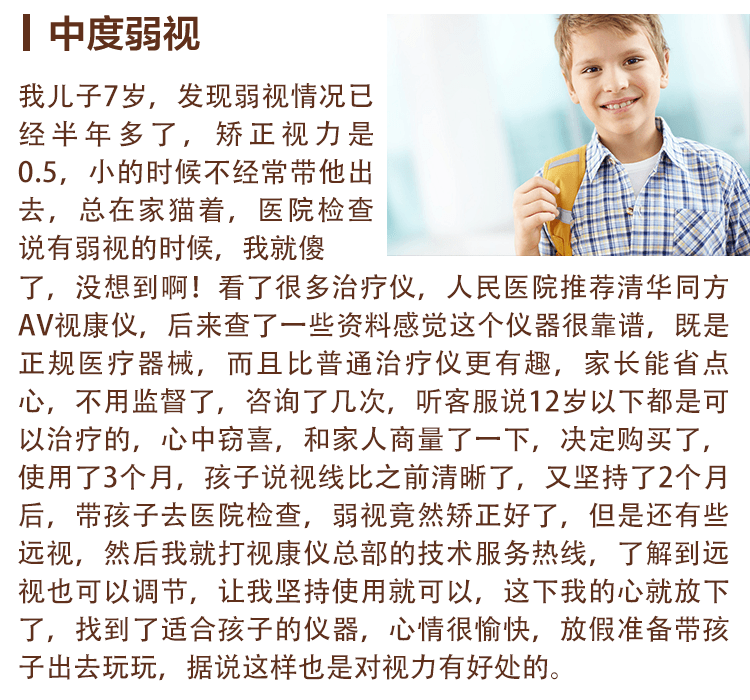 中度弱视
我儿子7岁，发现弱视情况已
经半年多了，矫正视力是
0.5，小的时候不经常带他出
去，总在家猫着，医院检查
说有弱视的时候，我就傻
了，没想到啊！看了很多治疗仪，人民医院推荐清华同方
AV视康仪，后来查了一些资料感觉这个仪器很靠谱，既是
正规医疗器械，而且比普通治疗仪更有趣，家长能省点
心，不用监督了，咨询了几次，听客服说12岁以下都是可
以治疗的，心中窃喜，和家人商量了一下，决定购买了，
使用了3个月，孩子说视线比之前清晰了，又坚持了2个月
后，带孩子去医院检查，弱视竟然矫正好了，但是还有些
远视，然后我就打视康仪总部的技术服务热线，了解到远
视也可以调节，让我坚持使用就可以，这下我的心就放下
了，找到了适合孩子的仪器，心情很愉快，放假准备带孩
子出去玩玩，据说这样也是对视力有好处的。